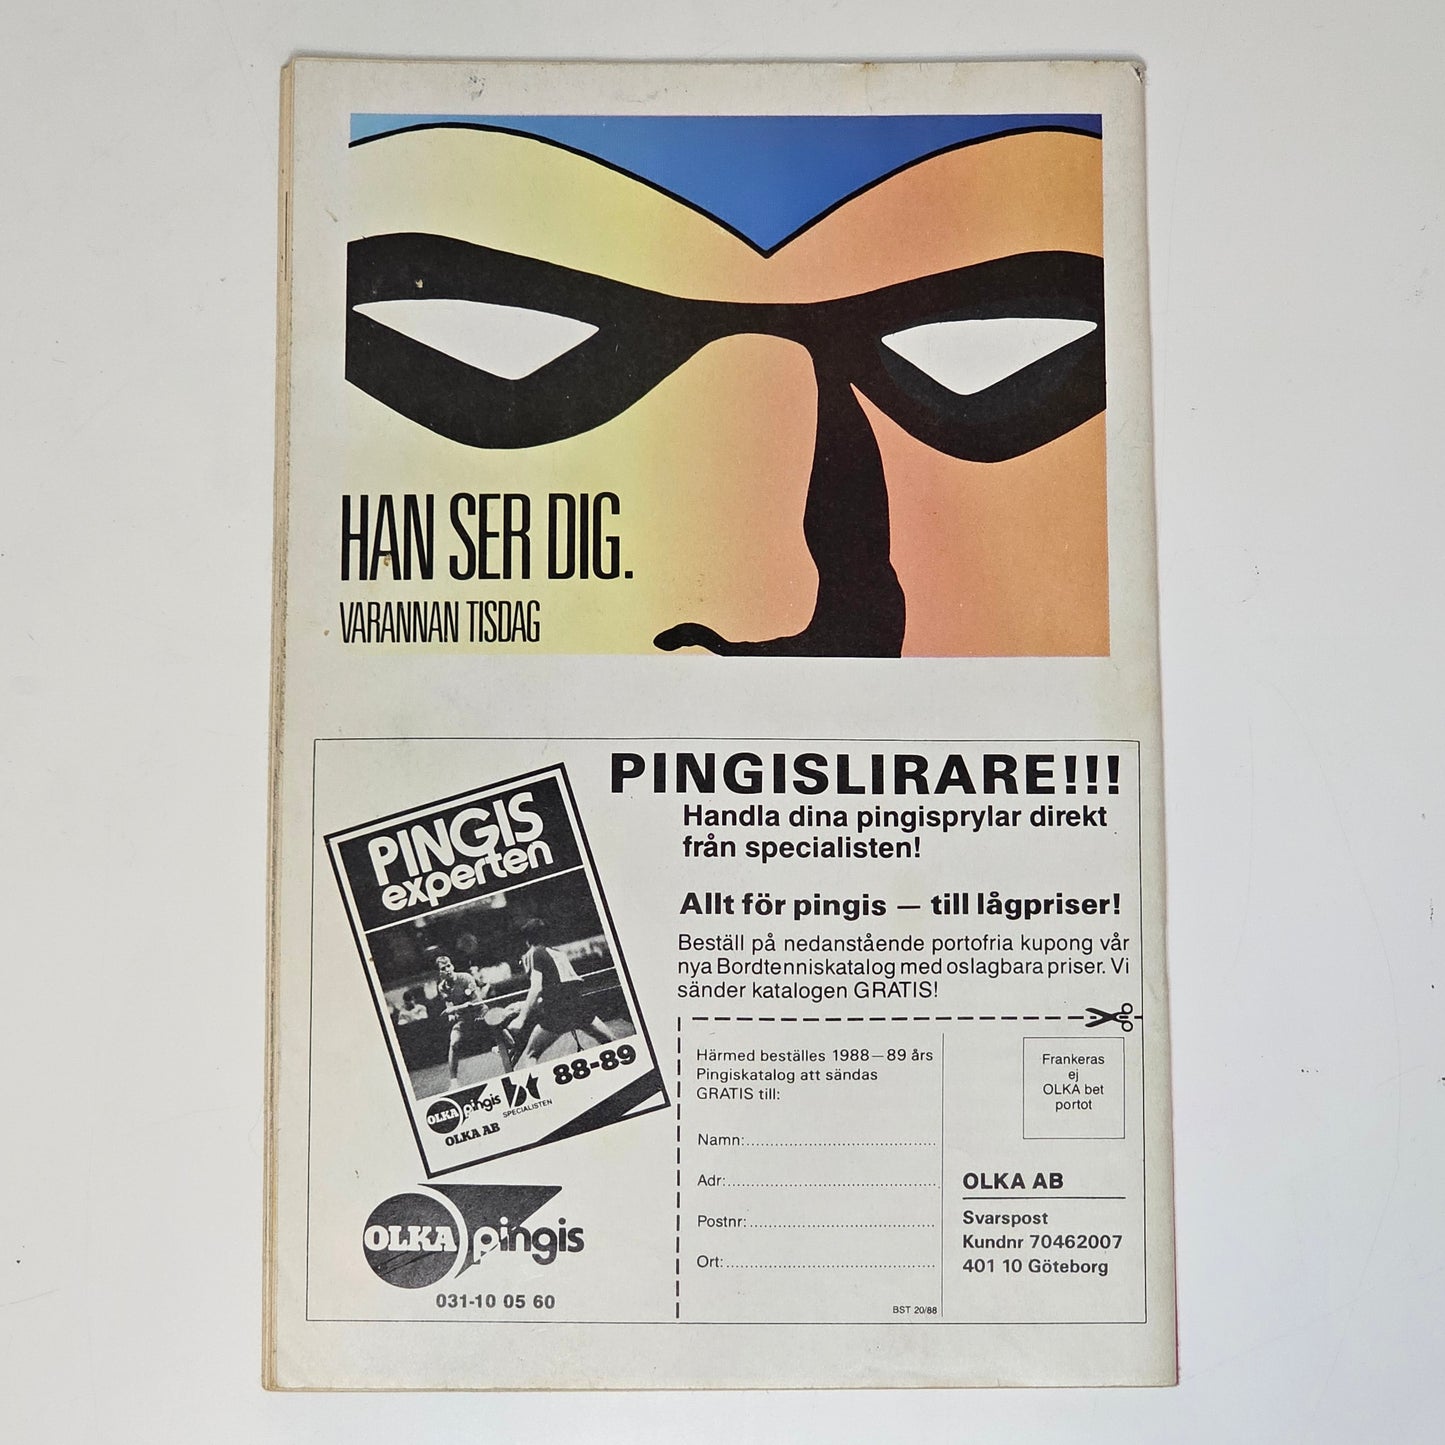 HAN SER DIG.
VARANNAN TISDAG
PINGISLIRARE!!!
Handla dina pingisprylar direkt
från specialisten!
Allt för pingis — till lågpriser!
Beställ på nedanstående portofria kupong vår
nya Bordtenniskatalog med oslagbara priser. Vi
sänder katalogen GRATIS!
PINGIS
experten
88-89
OLKA pingis
bt
SPECIALISTEN
OLKA AB
OLKA pingis
031-10 05 60
Härmed beställes 1988—89 års
Pingiskatalog att sändas
GRATIS till:
Namn:
Adr:
Postnr:
Ort:
BST 20/88
Frankeras
ej
OLKA bet
portot
OLKA AB
Svarspost
Kundnr 70462007
401 10 Göteborg